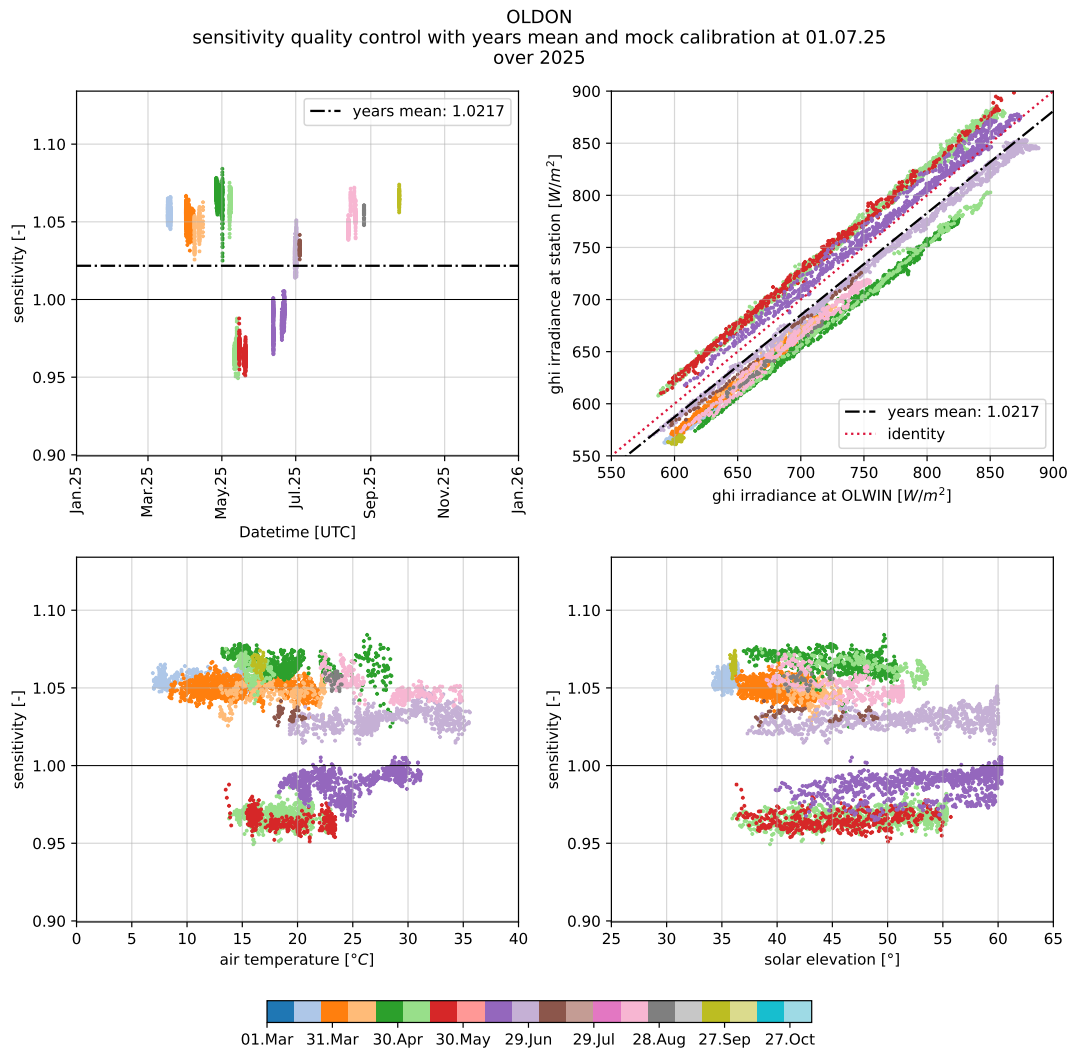 OLDON
sensitivity quality control with years mean and mock calibration at 01.07.25
over 2025
years mean: 1.0217
1.10
1.05
1.00
0.95
0.90
sensitivity [-]
Jan.25
Mar.25
May.25
Jul.25
Sep.25
Nov.25
Jan.26
Datetime [UTC]
900
850
800
750
700
650
600
550
ghi irradiance at station [W/m²]
years mean: 1.0217
identity
550 600 650 700 750 800 850 900
ghi irradiance at OLWIN [W/m²]
1.10
1.05
1.00
0.95
0.90
sensitivity [-]
0 5 10 15 20 25 30 35 40
air temperature [°C]
1.10
1.05
1.00
0.95
0.90
sensitivity [-]
25 30 35 40 45 50 55 60 65
solar elevation [°]
01.Mar 31.Mar 30.Apr 30.May 29.Jun 29.Jul 28.Aug 27.Sep 27.Oct